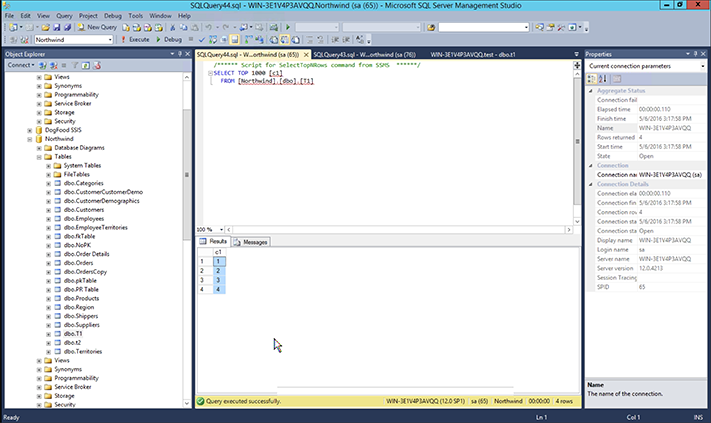 SQLQuery44.sql - WIN-3E1V4P3AVQQ.Northwind (sa (65)) - Microsoft SQL Server Management Studio
File Edit View Query Project Debug Tools Window Help
New Query
Northwind Execute Debug
Object Explorer
Connect
Views
Synonyms
Programmability
Service Broker
Storage
Security
DogFood SSIS
Northwind
Database Diagrams
Tables
System Tables
FileTables
dbo.Categories
dbo.CustomerCustomerDemo
dbo.CustomerDemographics
dbo.Customers
dbo.Employees
dbo.EmployeeTerritories
dbo.fkTable
dbo.NoPK
dbo.Order Details
dbo.Orders
dbo.OrdersCopy
dbo.pkTable
dbo.PR Table
dbo.Products
dbo.Region
dbo.Shippers
dbo.Suppliers
dbo.T1
dbo.t2
dbo.Territories
Views
Synonyms
Programmability
Service Broker
Storage
Security
SQLQuery44.sql - W...orthwind (sa (65)) X SQLQuery43.sql - W...orthwind (sa (76)) WIN-3E1V4P3AVQQ.test - dbo.t1
/****** Script for SelectTopNRows command from SSMS ******/
SELECT TOP 1000 [c1]
FROM [Northwind].[dbo].[T1]
100 %
Results Messages
c1
1 1
2 2
3 3
4 4
Query executed successfully. WIN-3E1V4P3AVQQ (12.0 SP1) sa (65) Northwind 00:00:00 4 rows
Properties
Current connection parameters
Aggregate Status
Connection fail
Elapsed time 00:00:00.110
Finish time 5/6/2016 3:17:58 PM
Name WIN-3E1V4P3AVQQ
Rows returned 4
Start time 5/6/2016 3:17:58 PM
State Open
Connection
Connection nam WIN-3E1V4P3AVQQ (sa)
Connection Details
Connection ela 00:00:00.110
Connection fin 5/6/2016 3:17:58 PM
Connection rov 4
Connection sta 5/6/2016 3:17:58 PM
Connection sta Open
Display name WIN-3E1V4P3AVQQ
Login name sa
Server name WIN-3E1V4P3AVQQ
Server version 12.0.4213
Session Tracing
SPID 65
Name
The name of the connection.
Ready Ln 1 Col 1 INS